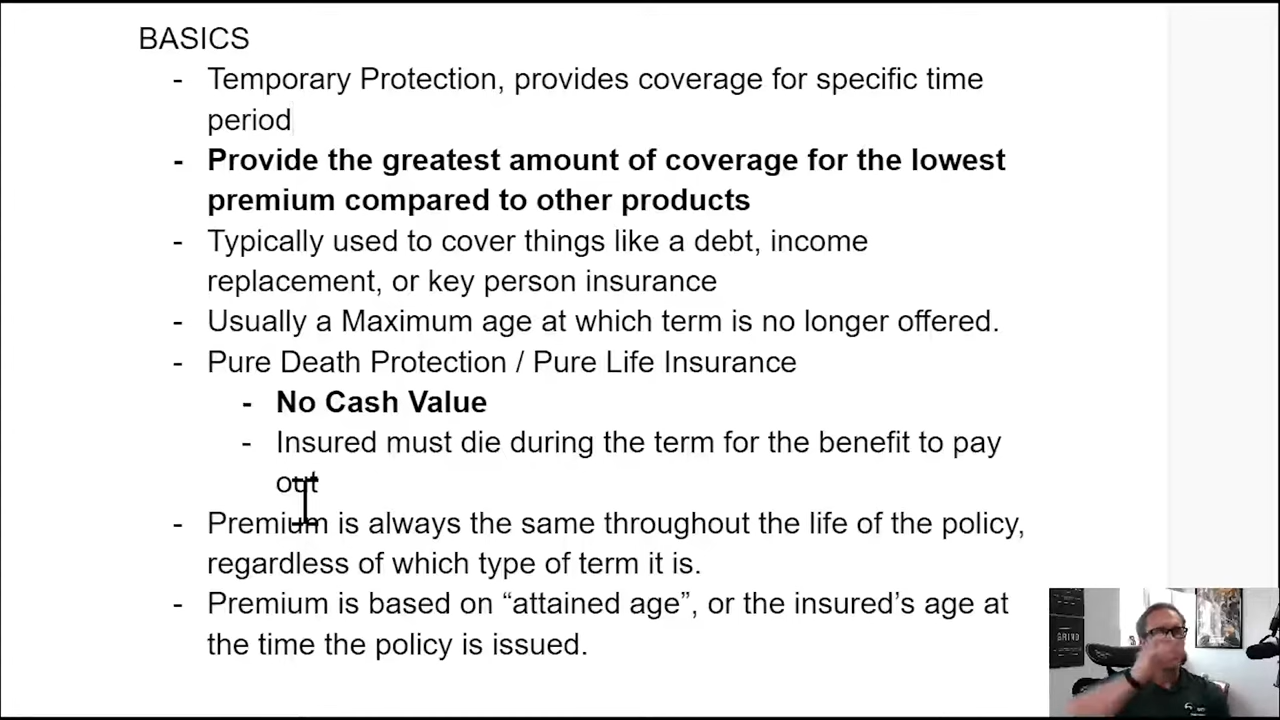 BASICS
- Temporary Protection, provides coverage for specific time
period
- Provide the greatest amount of coverage for the lowest
premium compared to other products
- Typically used to cover things like a debt, income
replacement, or key person insurance
- Usually a Maximum age at which term is no longer offered.
- Pure Death Protection / Pure Life Insurance
- No Cash Value
- Insured must die during the term for the benefit to pay
out
- Premium is always the same throughout the life of the policy,
regardless of which type of term it is.
- Premium is based on “attained age”, or the insured’s age at
the time the policy is issued.
GRIND